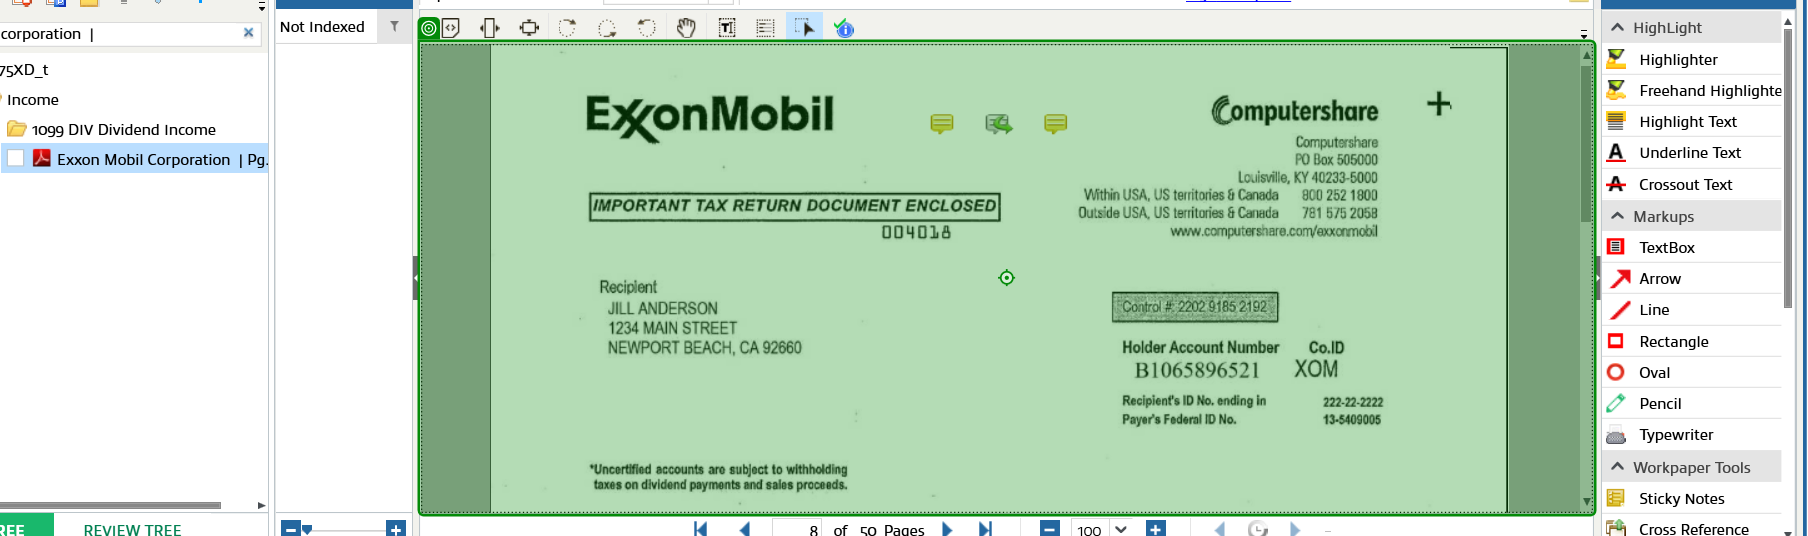 corporation |
75XD_t
Income
1099 DIV Dividend Income
Exxon Mobil Corporation | Pg.
REE
REVIEW TREE
Not Indexed
ExxonMobil
IMPORTANT TAX RETURN DOCUMENT ENCLOSED
004018
Recipient
JILL ANDERSON
1234 MAIN STREET
NEWPORT BEACH, CA 92660
*Uncertified accounts are subject to withholding
taxes on dividend payments and sales proceeds.
Computershare
Computershare
PO Box 505000
Louisville, KY 40233-5000
Within USA, US territories & Canada 800 252 1800
Outside USA, US territories & Canada 781 575 2058
www.computershare.com/exxonmobil
Control #: 2202 9185 2192
Holder Account Number Co.ID
B1065896521 XOM
Recipient's ID No. ending in 222-22-2222
Payer's Federal ID No. 13-5409005
8 of 50 Pages
100
HighLight
Highlighter
Freehand Highlighte
Highlight Text
Underline Text
Crossout Text
Markups
TextBox
Arrow
Line
Rectangle
Oval
Pencil
Typewriter
Workpaper Tools
Sticky Notes
Cross Reference